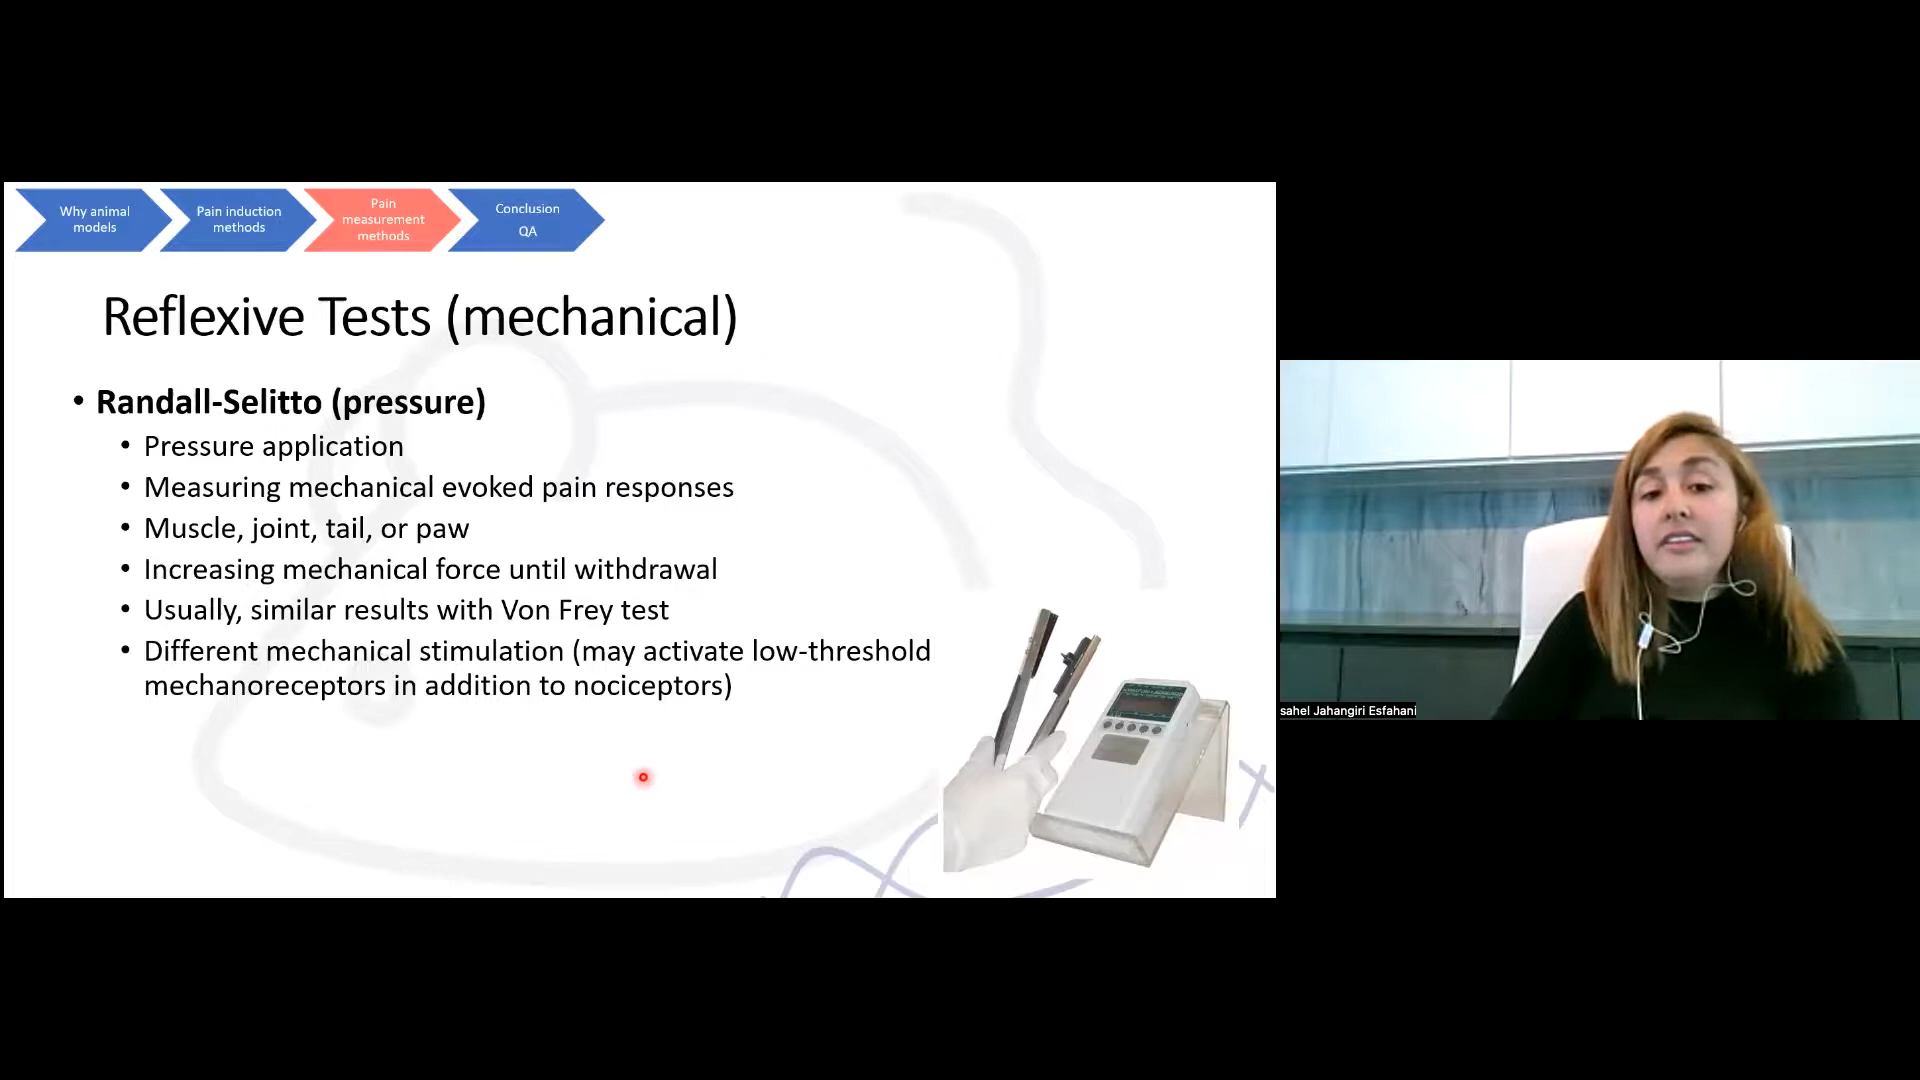 Why animal
models
Pain induction
methods
Pain
measurement
methods
Conclusion
QA
Reflexive Tests (mechanical)
• Randall-Selitto (pressure)
• Pressure application
• Measuring mechanical evoked pain responses
• Muscle, joint, tail, or paw
• Increasing mechanical force until withdrawal
• Usually, similar results with Von Frey test
• Different mechanical stimulation (may activate low-threshold
mechanoreceptors in addition to nociceptors)
sahel Jahangiri Esfahani